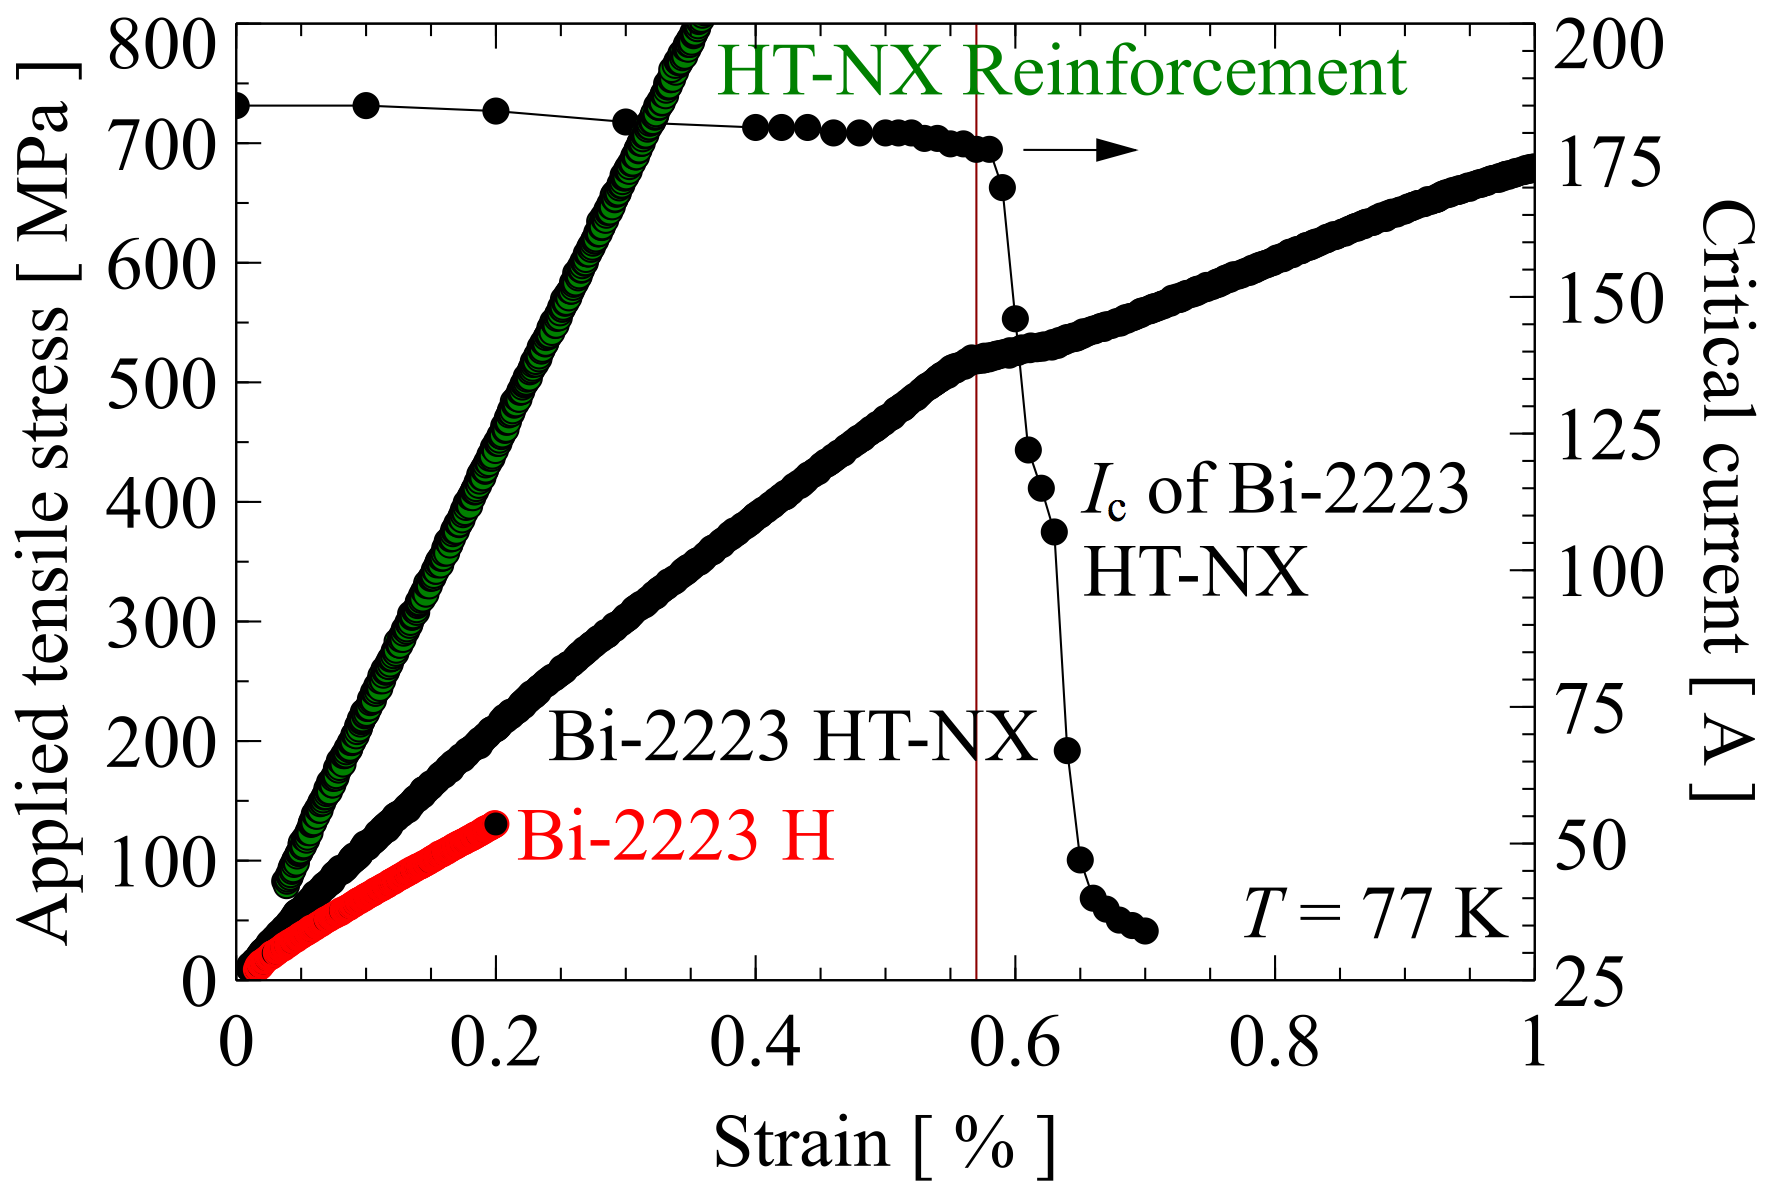 Applied tensile stress [ MPa ]
800
700
600
500
400
300
200
100
0
HT-NX Reinforcement
I_c of Bi-2223
HT-NX
Bi-2223 HT-NX
Bi-2223 H
T = 77 K
200
175
150
125
100
75
50
25
Critical current [ A ]
0 0.2 0.4 0.6 0.8 1
Strain [ % ]